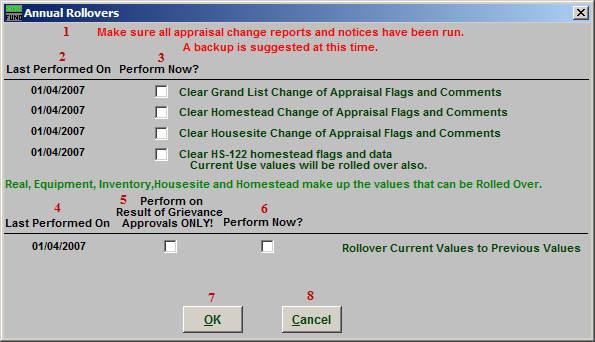 FUND Annual Rollovers
1 Make sure all appraisal change reports and notices have been run.
A backup is suggested at this time.
2 3
Last Performed On Perform Now?
01/04/2007 Clear Grand List Change of Appraisal Flags and Comments
01/04/2007 Clear Homestead Change of Appraisal Flags and Comments
01/04/2007 Clear Housesite Change of Appraisal Flags and Comments
01/04/2007 Clear HS-122 homestead flags and data
Current Use values will be rolled over also.
Real, Equipment, Inventory,Housesite and Homestead make up the values that can be Rolled Over.
4 5 Perform on 6
Result of Grievance
Last Performed On Approvals ONLY! Perform Now?
01/04/2007 Rollover Current Values to Previous Values
7 8
OK Cancel